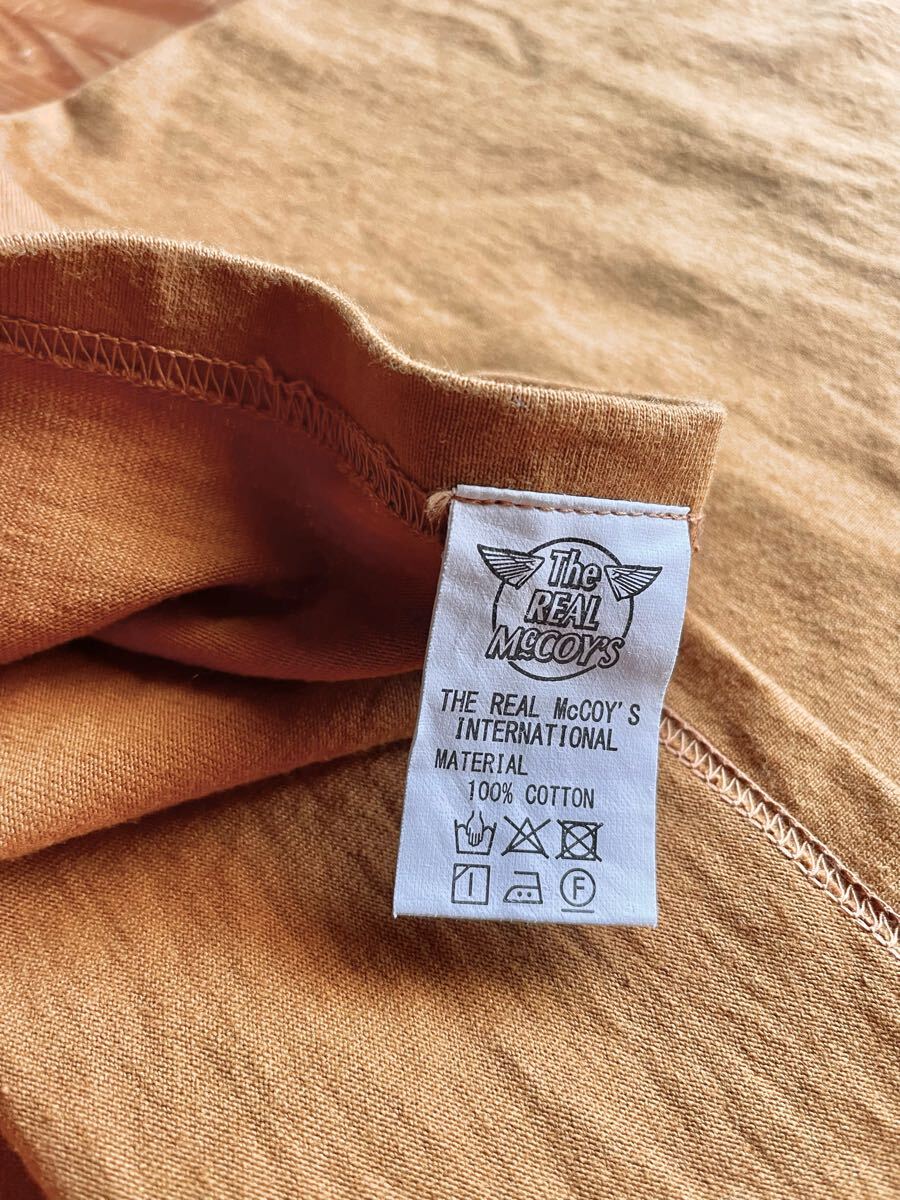 The
REAL
McCOY'S
THE REAL McCOY'S
INTERNATIONAL
MATERIAL
100% COTTON
F